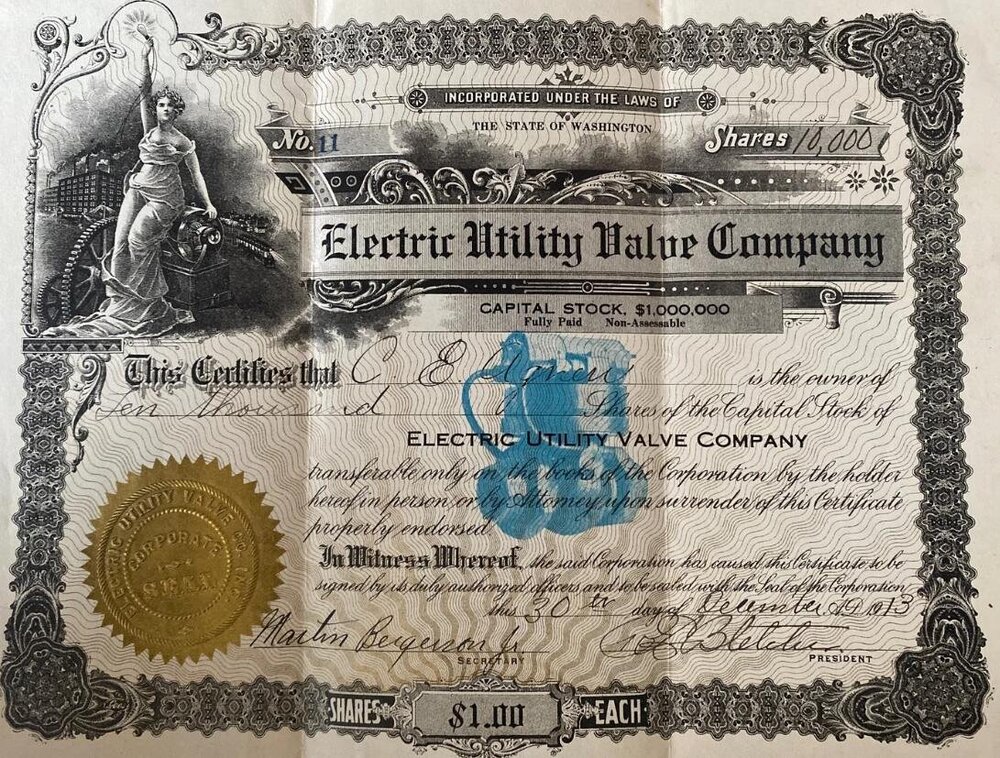 INCORPORATED UNDER THE LAWS OF
THE STATE OF WASHINGTON
No. 11
Shares 10,000
Electric Utility Valve Company
CAPITAL STOCK, $1,000,000
Fully Paid Non-Assessable
This Certifies that C E Agnew is the owner of
Ten thousand Shares of the Capital Stock of
ELECTRIC UTILITY VALVE COMPANY
transferable only on the books of the Corporation by the holder
hereof in person or by Attorney upon surrender of this Certificate
properly endorsed.
In Witness Whereof, the said Corporation has caused this Certificate to be
signed by its duly authorized officers and to be sealed with the Seal of the Corporation
this 30th day of December A.D. 1913
ELECTRIC UTILITY VALVE CO. INC.
CORPORATE
SEAL
Martin Bergerson Jr
SECRETARY
Bletcher
PRESIDENT
SHARES $1.00 EACH